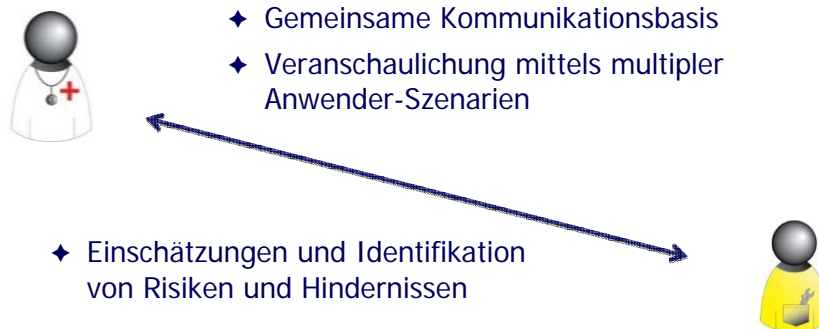 Gemeinsame Kommunikationsbasis
Veranschaulichung mittels multipler
Anwender-Szenarien
Einschätzungen und Identifikation
von Risiken und Hindernissen